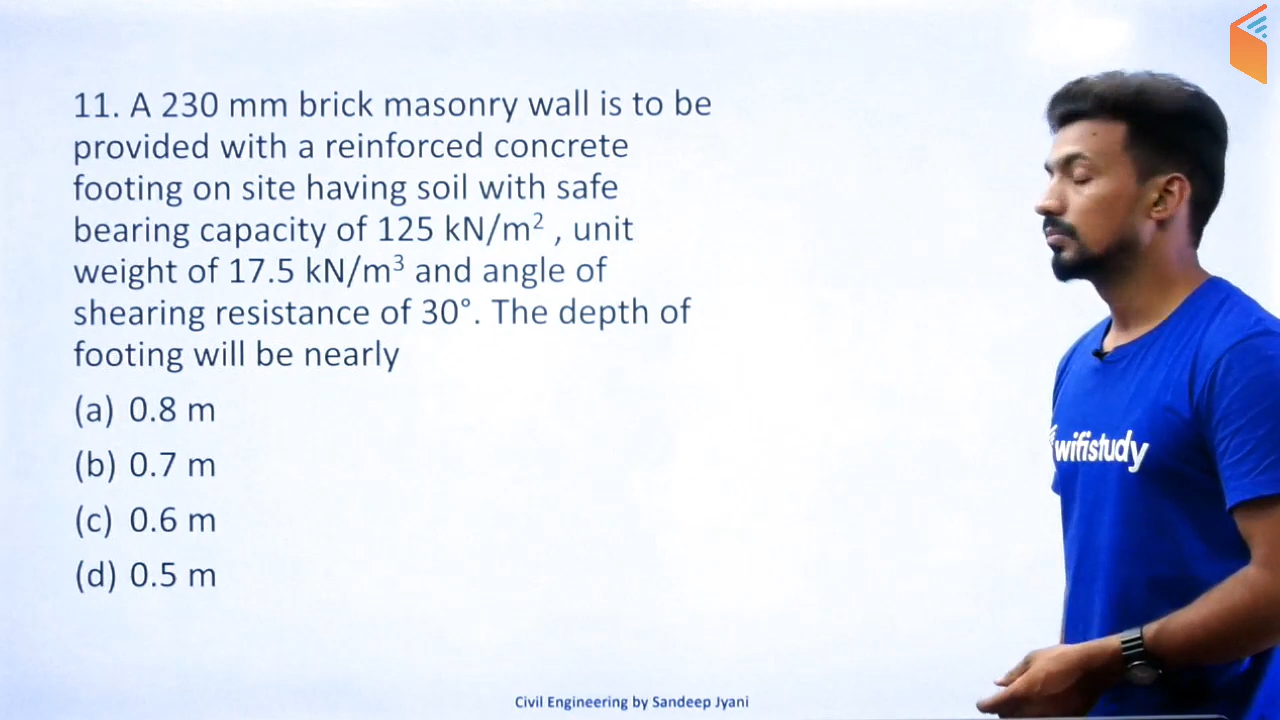 11. A 230 mm brick masonry wall is to be
provided with a reinforced concrete
footing on site having soil with safe
bearing capacity of 125 kN/m² , unit
weight of 17.5 kN/m³ and angle of
shearing resistance of 30°. The depth of
footing will be nearly
(a) 0.8 m
(b) 0.7 m
(c) 0.6 m
(d) 0.5 m
wifistudy
Civil Engineering by Sandeep Jyani